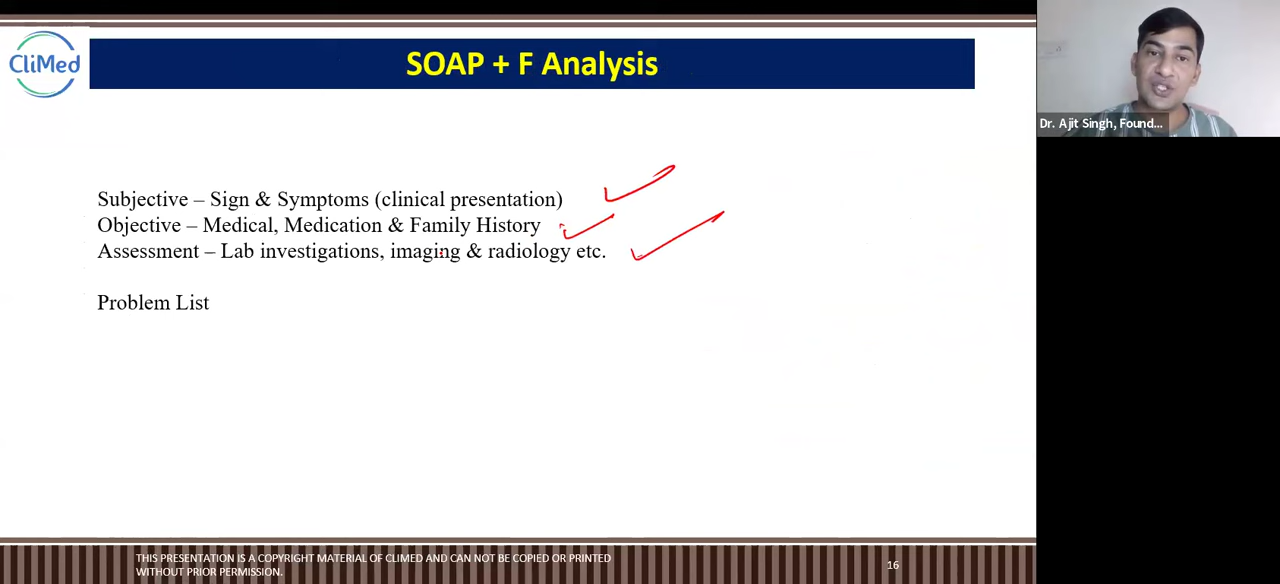 CliMed
SOAP + F Analysis
Dr. Ajit Singh, Found...
Subjective – Sign & Symptoms (clinical presentation)
Objective – Medical, Medication & Family History
Assessment – Lab investigations, imaging & radiology etc.
Problem List
THIS PRESENTATION IS A COPYRIGHT MATERIAL OF CLIMED AND CAN NOT BE COPIED OR PRINTED
WITHOUT PRIOR PERMISSION.
16